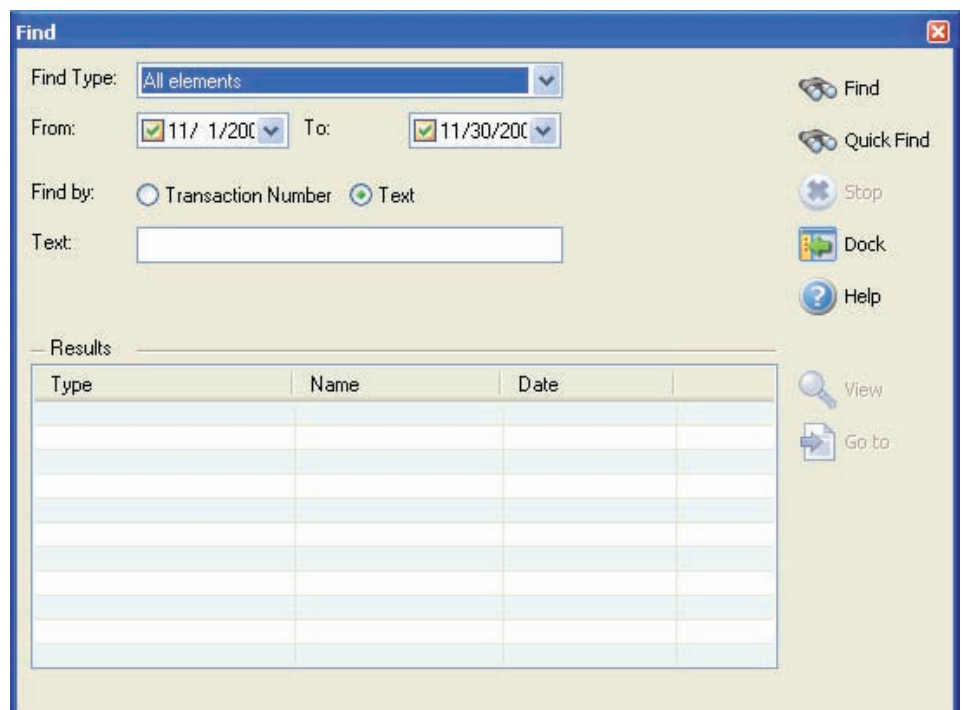 Find
Find Type: All elements
From: 11/ 1/200 To: 11/30/200
Find by: Transaction Number Text
Text:
Find
Quick Find
Stop
Dock
Help
Results
Type Name Date
View
Go to